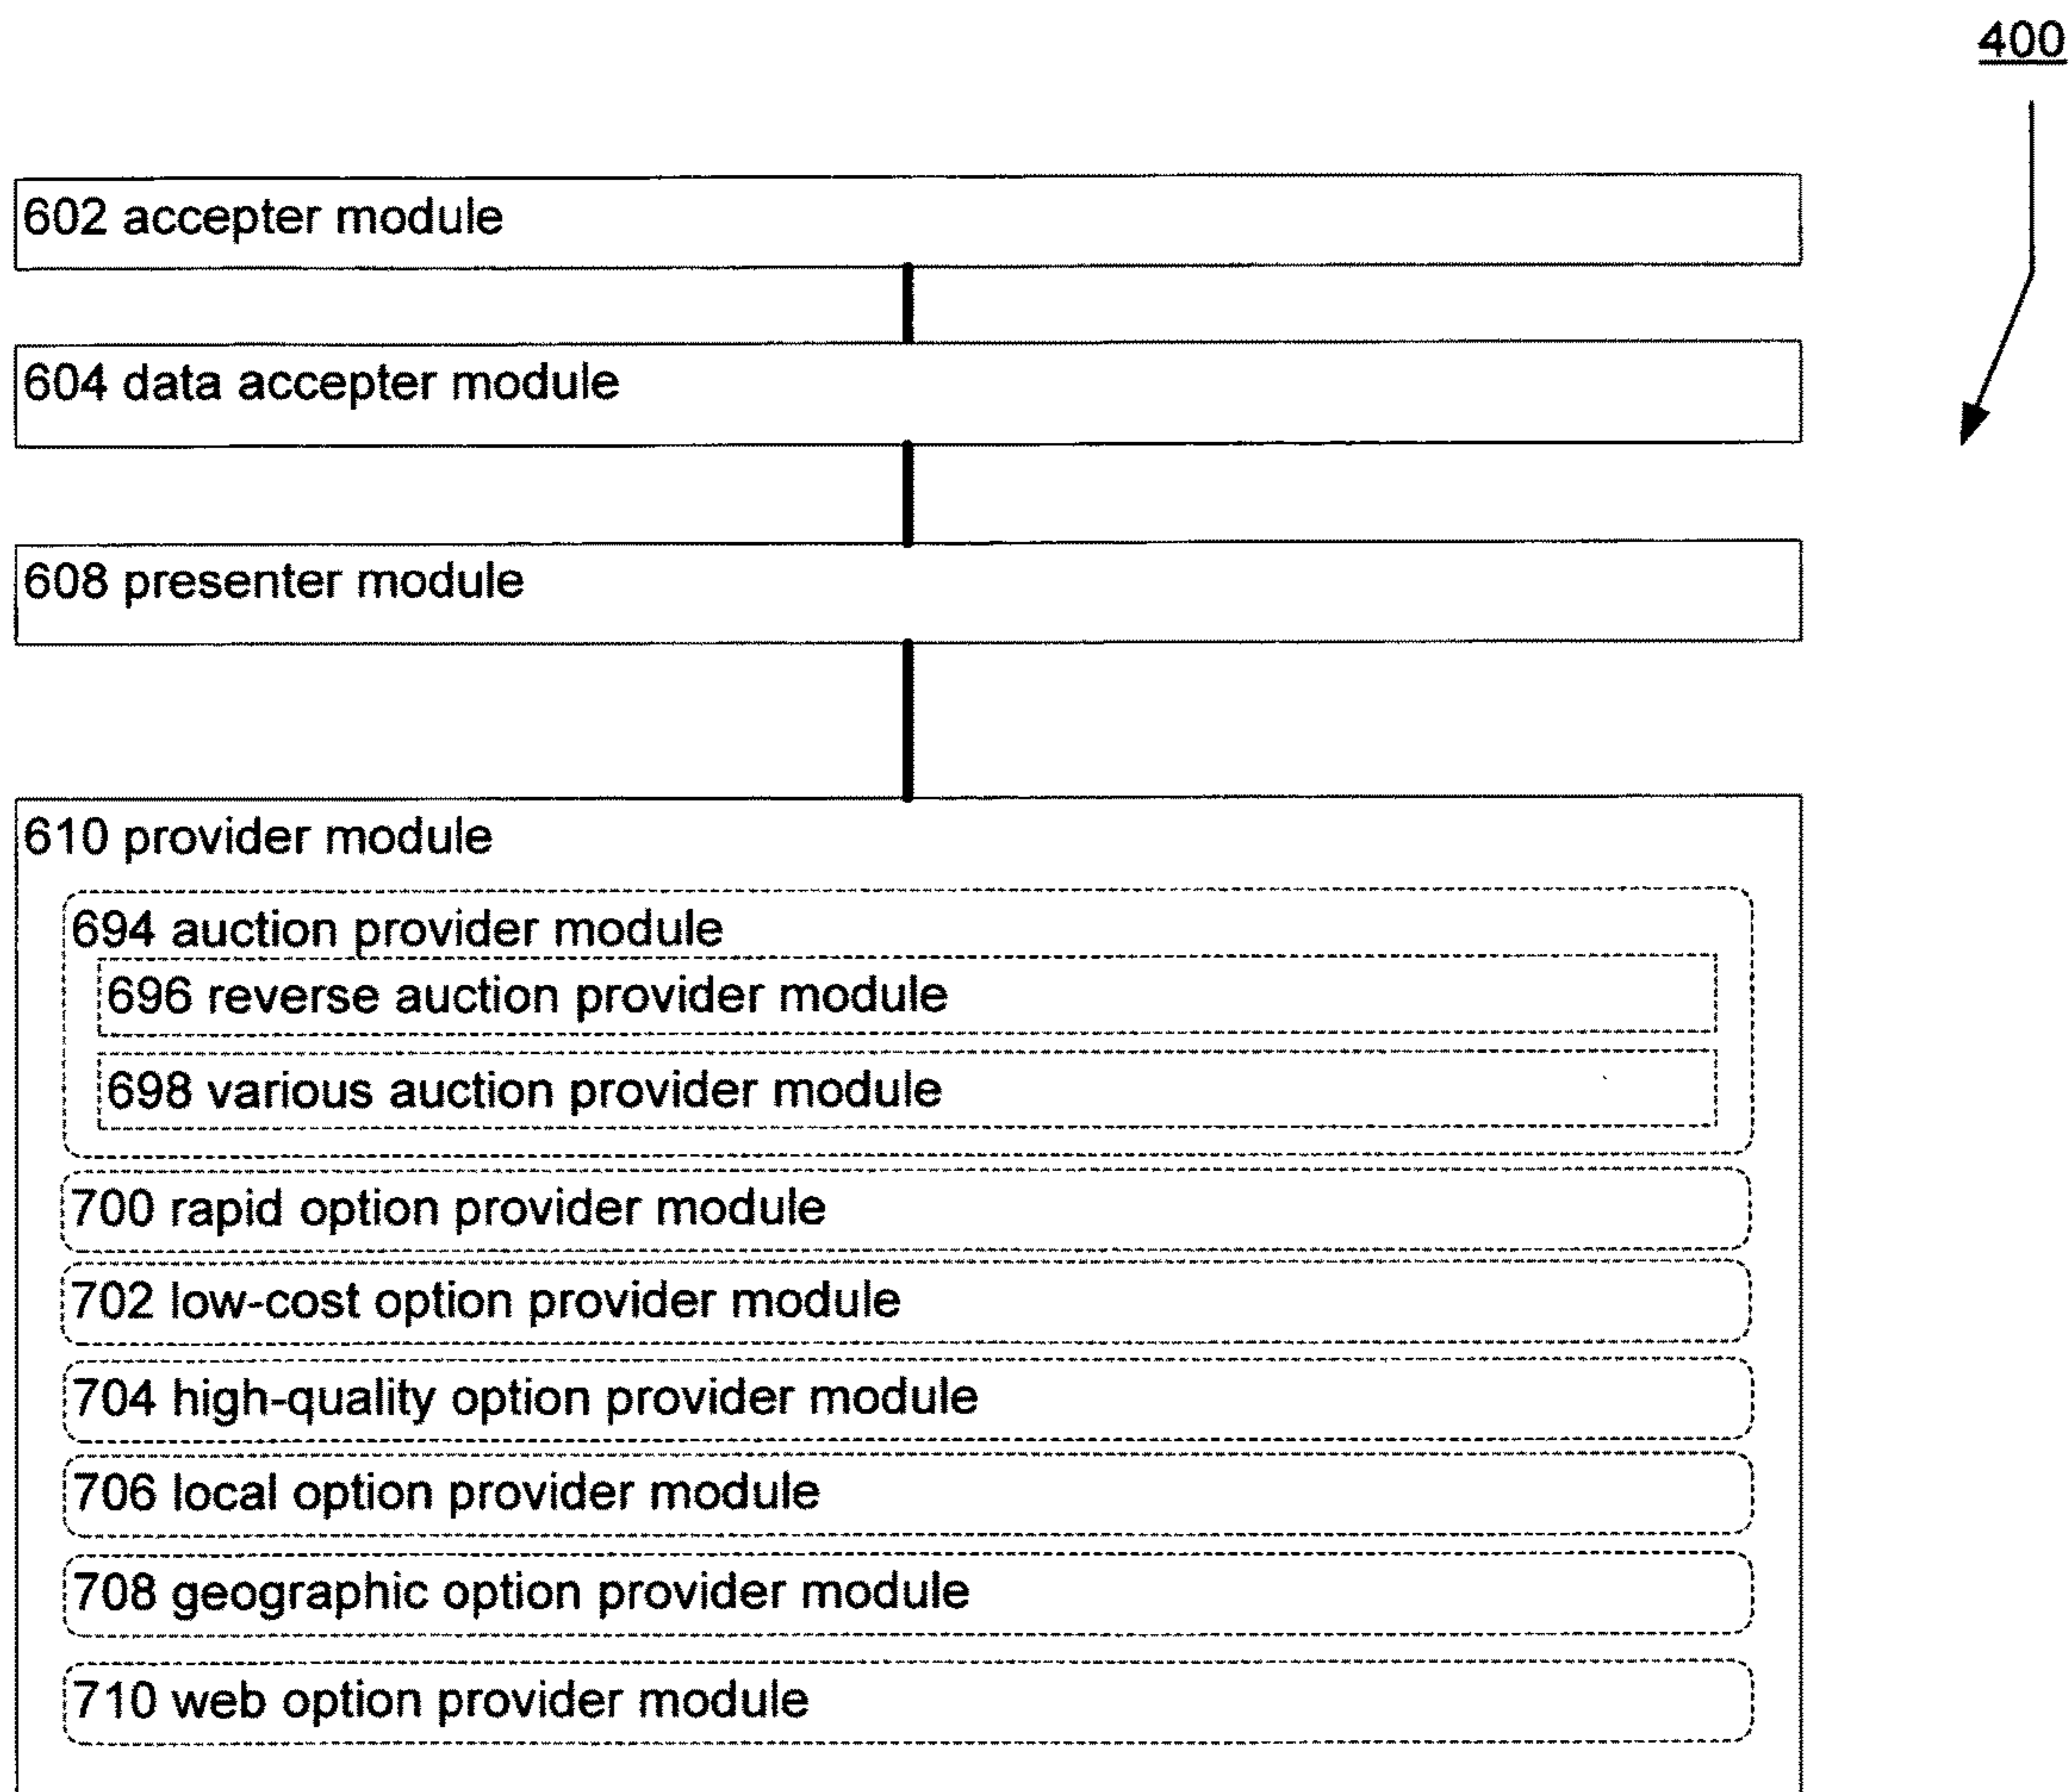 400
602 accepter module
604 data accepter module
608 presenter module
610 provider module
694 auction provider module
696 reverse auction provider module
698 various auction provider module
700 rapid option provider module
702 low-cost option provider module
704 high-quality option provider module
706 local option provider module
708 geographic option provider module
710 web option provider module